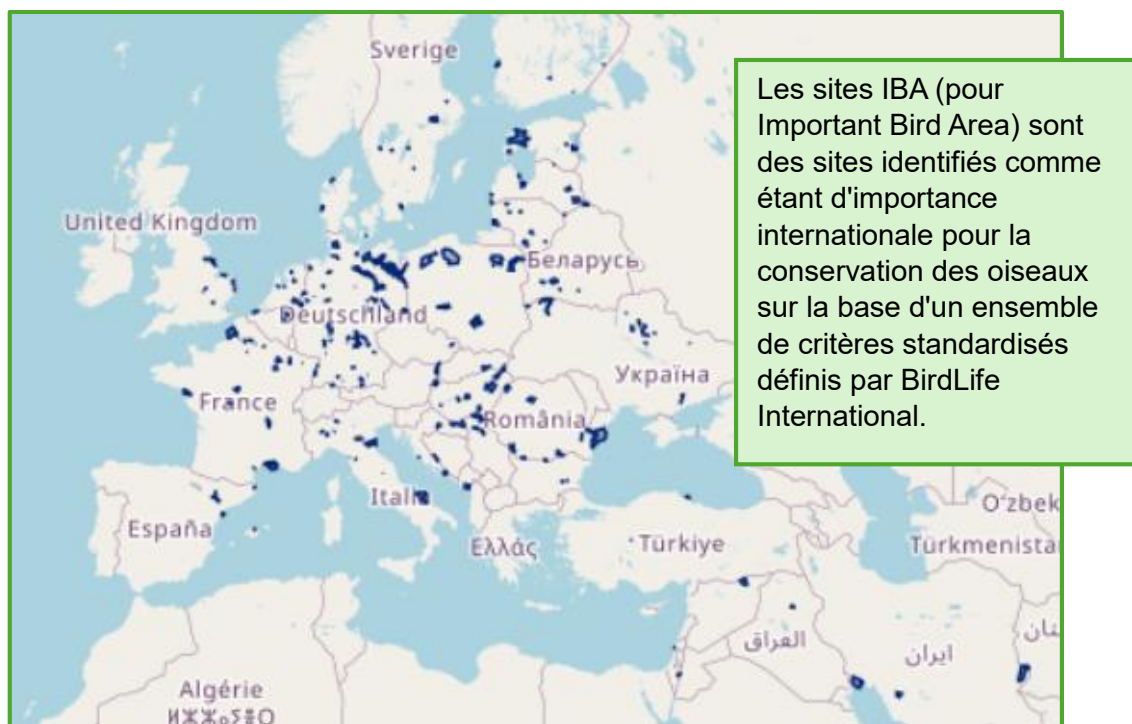 Sverige
United Kingdom
Беларусь
Deutschland
Україна
France
România
Italia
España
Ελλάς
Türkiye
O'zbek
Türkmenista
العراق
ایران
Algérie
Les sites IBA (pour
Important Bird Area) sont
des sites identifiés comme
étant d'importance
internationale pour la
conservation des oiseaux
sur la base d'un ensemble
de critères standardisés
définis par BirdLife
International.